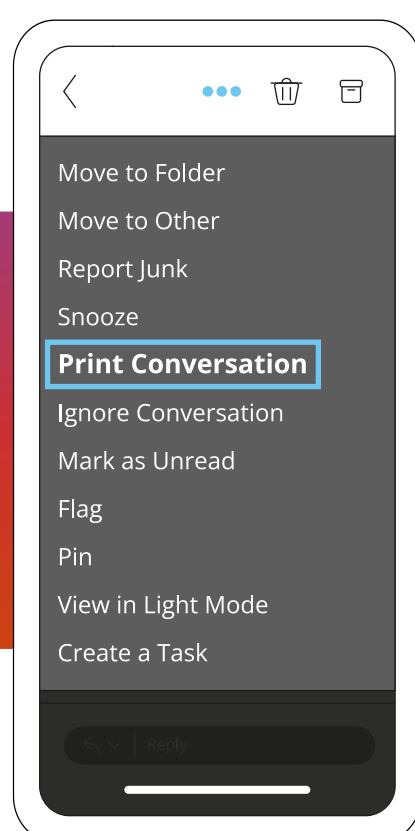 Move to Folder
Move to Other
Report Junk
Snooze
Print Conversation
Ignore Conversation
Mark as Unread
Flag
Pin
View in Light Mode
Create a Task
Reply